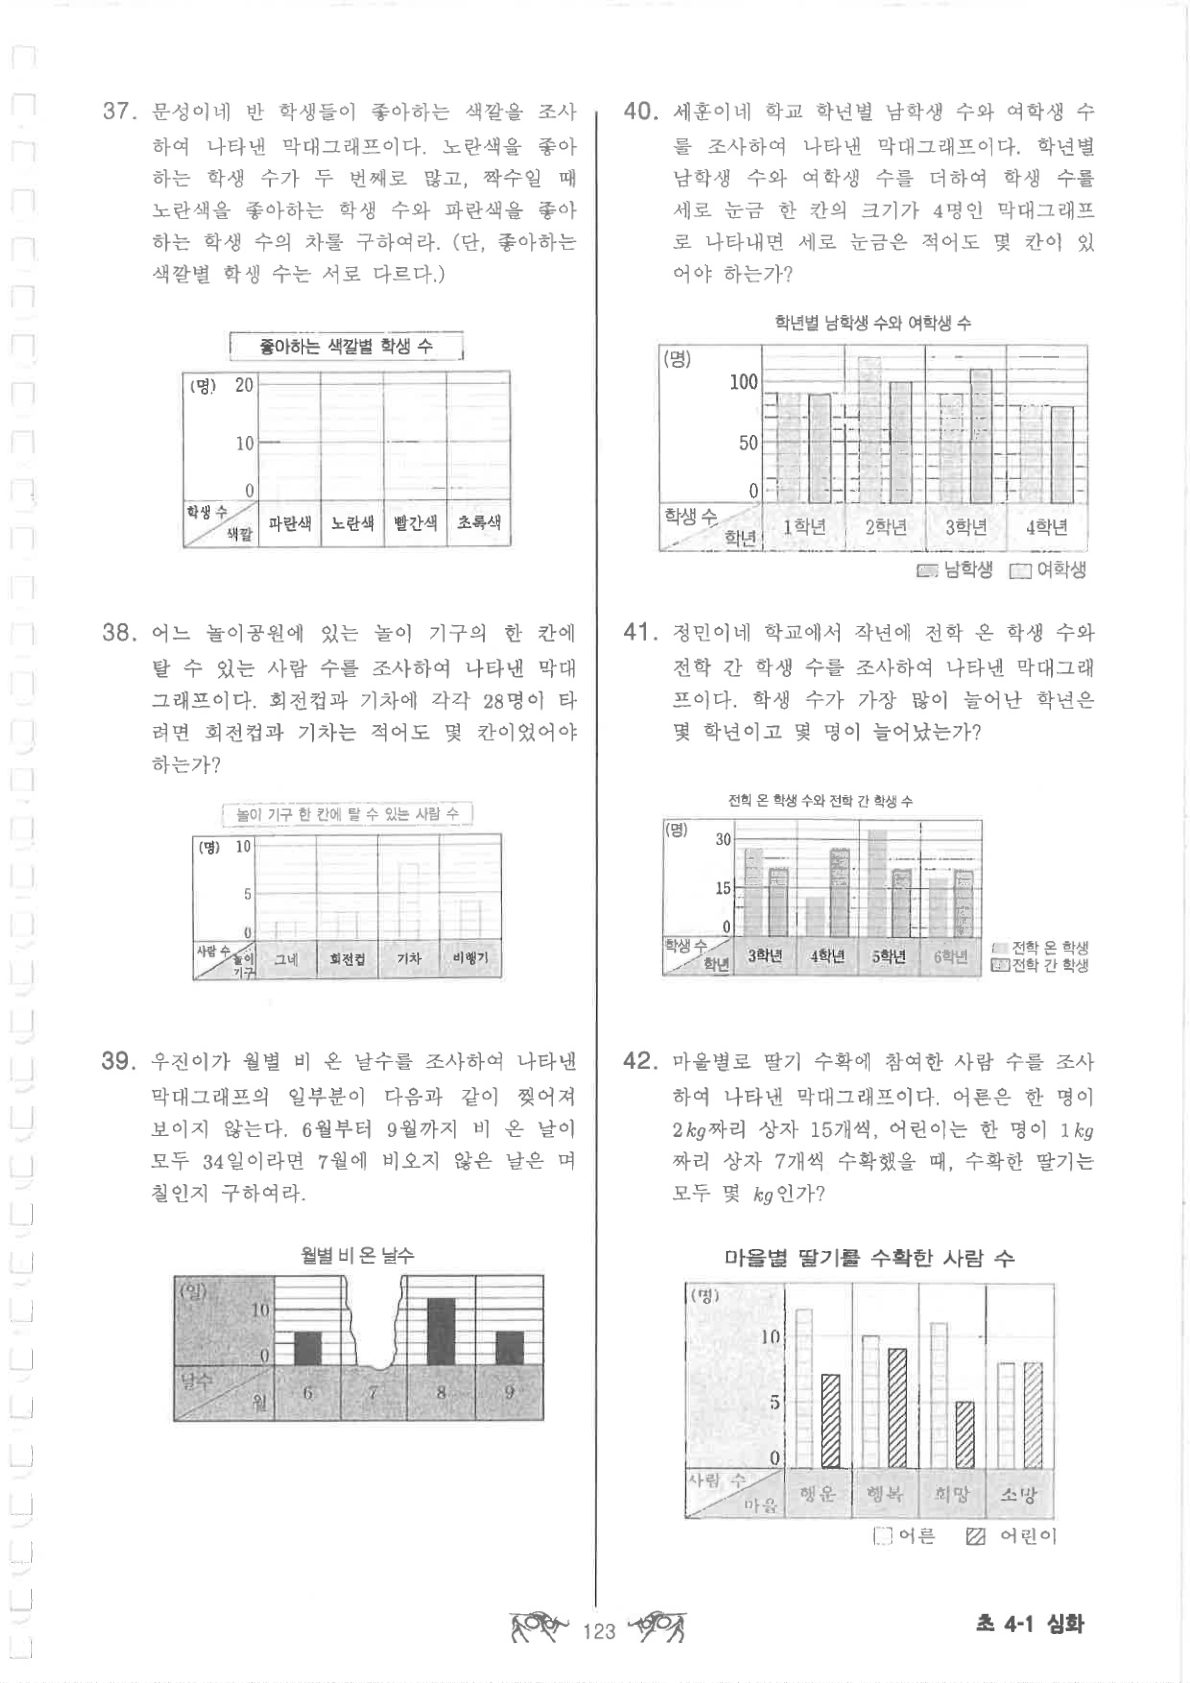 37. 문성이네 반 학생들이 좋아하는 색깔을 조사
하여 나타낸 막대그래프이다. 노란색을 좋아
하는 학생 수가 두 번째로 많고, 짝수일 때
노란색을 좋아하는 학생 수와 파란색을 좋아
하는 학생 수의 차를 구하여라. (단, 좋아하는
색깔별 학생 수는 서로 다르다.)
좋아하는 색깔별 학생 수
(명) 20
10
0
학생 수
색깔
파란색 노란색 빨간색 초록색
38. 어느 놀이공원에 있는 놀이 기구의 한 칸에
탈 수 있는 사람 수를 조사하여 나타낸 막대
그래프이다. 회전컵과 기차에 각각 28명이 타
려면 회전컵과 기차는 적어도 몇 칸이었어야
하는가?
놀이 기구 한 칸에 탈 수 있는 사람 수
(명) 10
5
0
사람 수
놀이
기구
그네 회전컵 기차 비행기
39. 우진이가 월별 비 온 날수를 조사하여 나타낸
막대그래프의 일부분이 다음과 같이 찢어져
보이지 않는다. 6월부터 9월까지 비 온 날이
모두 34일이라면 7월에 비오지 않은 날은 며
칠인지 구하여라.
월별 비 온 날수
(일)
10
0
날수
월
6 7 8 9
40. 세훈이네 학교 학년별 남학생 수와 여학생 수
를 조사하여 나타낸 막대그래프이다. 학년별
남학생 수와 여학생 수를 더하여 학생 수를
세로 눈금 한 칸의 크기가 4명인 막대그래프
로 나타내면 세로 눈금은 적어도 몇 칸이 있
어야 하는가?
학년별 남학생 수와 여학생 수
(명)
100
50
0
학생 수
학년
1학년 2학년 3학년 4학년
남학생 여학생
41. 정민이네 학교에서 작년에 전학 온 학생 수와
전학 간 학생 수를 조사하여 나타낸 막대그래
프이다. 학생 수가 가장 많이 늘어난 학년은
몇 학년이고 몇 명이 늘어났는가?
전학 온 학생 수와 전학 간 학생 수
(명)
30
15
0
학생 수
학년
3학년 4학년 5학년 6학년
전학 온 학생
전학 간 학생
42. 마을별로 딸기 수확에 참여한 사람 수를 조사
하여 나타낸 막대그래프이다. 어른은 한 명이
2kg짜리 상자 15개씩, 어린이는 한 명이 1kg
짜리 상자 7개씩 수확했을 때, 수확한 딸기는
모두 몇 kg인가?
마을별 딸기를 수확한 사람 수
(명)
10
5
0
사람 수
마을
행운 행복 희망 소망
어른 어린이
123
초 4-1 심화